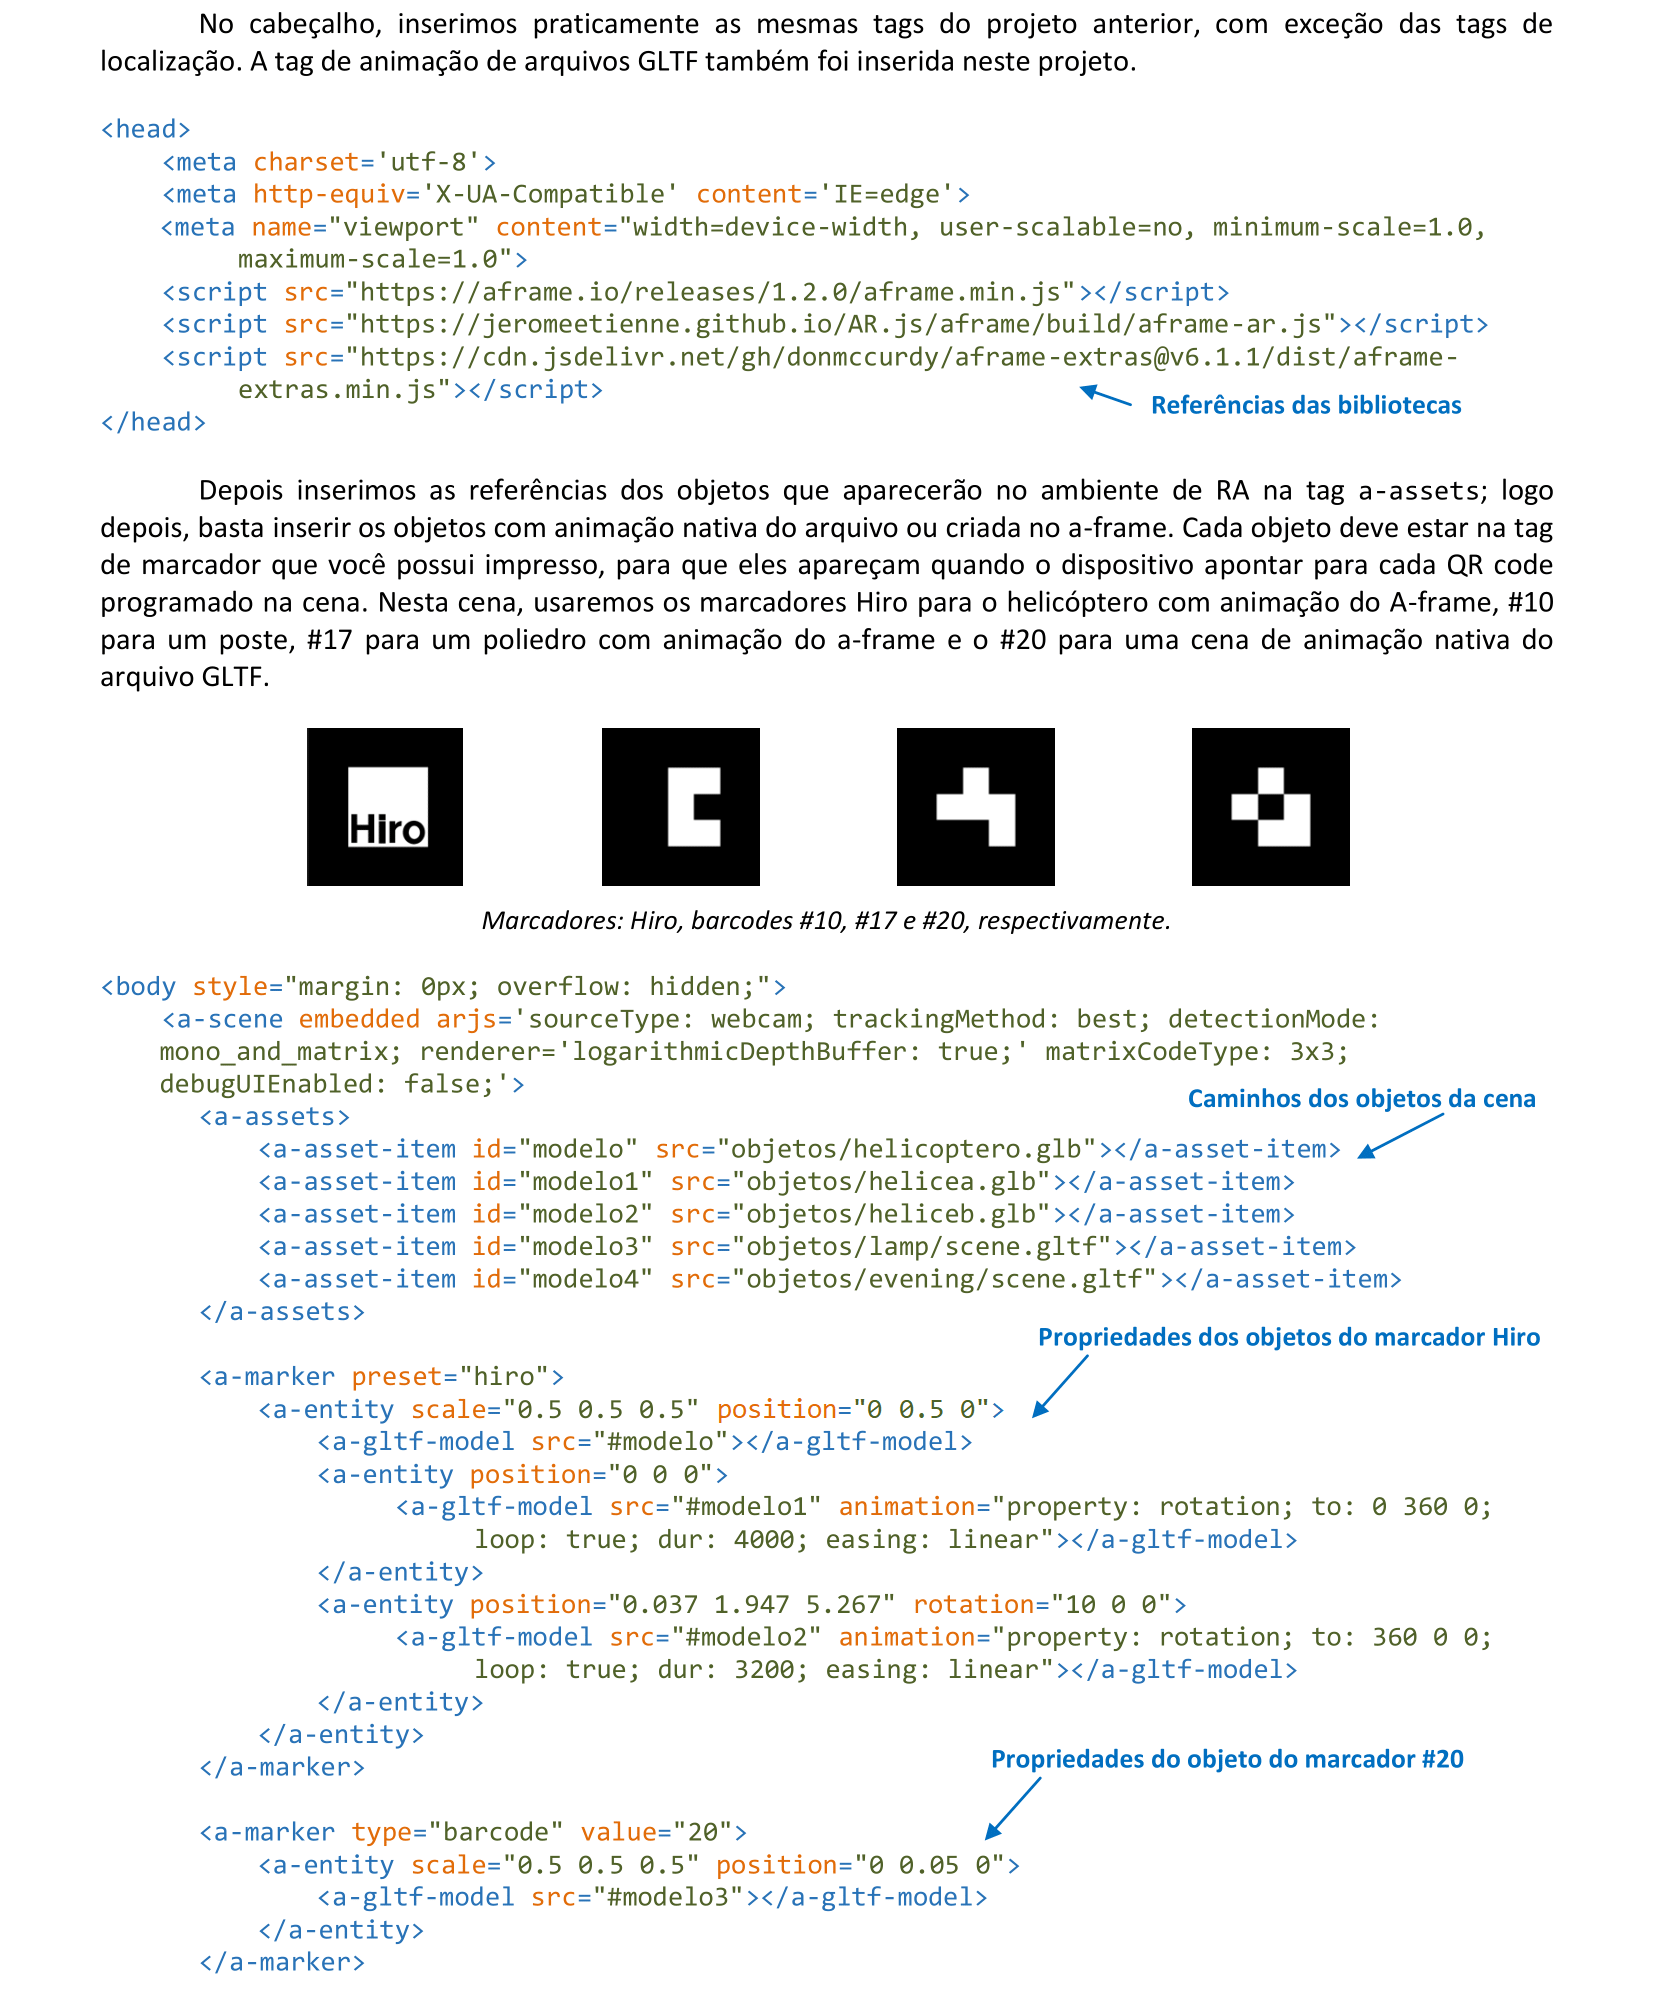 No cabeçalho, inserimos praticamente as mesmas tags do projeto anterior, com exceção das tags de
localização. A tag de animação de arquivos GLTF também foi inserida neste projeto.
<head>
<meta charset='utf-8'>
<meta http-equiv='X-UA-Compatible' content='IE=edge'>
<meta name="viewport" content="width=device-width, user-scalable=no, minimum-scale=1.0,
maximum-scale=1.0">
<script src="https://aframe.io/releases/1.2.0/aframe.min.js"></script>
<script src="https://jeromeetienne.github.io/AR.js/aframe/build/aframe-ar.js"></script>
<script src="https://cdn.jsdelivr.net/gh/donmccurdy/aframe-extras@v6.1.1/dist/aframe-
extras.min.js"></script>
Referências das bibliotecas
</head>
Depois inserimos as referências dos objetos que aparecerão no ambiente de RA na tag a-assets; logo
depois, basta inserir os objetos com animação nativa do arquivo ou criada no a-frame. Cada objeto deve estar na tag
de marcador que você possui impresso, para que eles apareçam quando o dispositivo apontar para cada QR code
programado na cena. Nesta cena, usaremos os marcadores Hiro para o helicóptero com animação do A-frame, #10
para um poste, #17 para um poliedro com animação do a-frame e o #20 para uma cena de animação nativa do
arquivo GLTF.
Hiro
Marcadores: Hiro, barcodes #10, #17 e #20, respectivamente.
<body style="margin: 0px; overflow: hidden;">
<a-scene embedded arjs='sourceType: webcam; trackingMethod: best; detectionMode:
mono_and_matrix; renderer='logarithmicDepthBuffer: true;' matrixCodeType: 3x3;
debugUIEnabled: false;'>
Caminhos dos objetos da cena
<a-assets>
<a-asset-item id="modelo" src="objetos/helicoptero.glb"></a-asset-item>
<a-asset-item id="modelo1" src="objetos/helicea.glb"></a-asset-item>
<a-asset-item id="modelo2" src="objetos/heliceb.glb"></a-asset-item>
<a-asset-item id="modelo3" src="objetos/lamp/scene.gltf"></a-asset-item>
<a-asset-item id="modelo4" src="objetos/evening/scene.gltf"></a-asset-item>
</a-assets>
Propriedades dos objetos do marcador Hiro
<a-marker preset="hiro">
<a-entity scale="0.5 0.5 0.5" position="0 0.5 0">
<a-gltf-model src="#modelo"></a-gltf-model>
<a-entity position="0 0 0">
<a-gltf-model src="#modelo1" animation="property: rotation; to: 0 360 0;
loop: true; dur: 4000; easing: linear"></a-gltf-model>
</a-entity>
<a-entity position="0.037 1.947 5.267" rotation="10 0 0">
<a-gltf-model src="#modelo2" animation="property: rotation; to: 360 0 0;
loop: true; dur: 3200; easing: linear"></a-gltf-model>
</a-entity>
</a-entity>
</a-marker>
Propriedades do objeto do marcador #20
<a-marker type="barcode" value="20">
<a-entity scale="0.5 0.5 0.5" position="0 0.05 0">
<a-gltf-model src="#modelo3"></a-gltf-model>
</a-entity>
</a-marker>